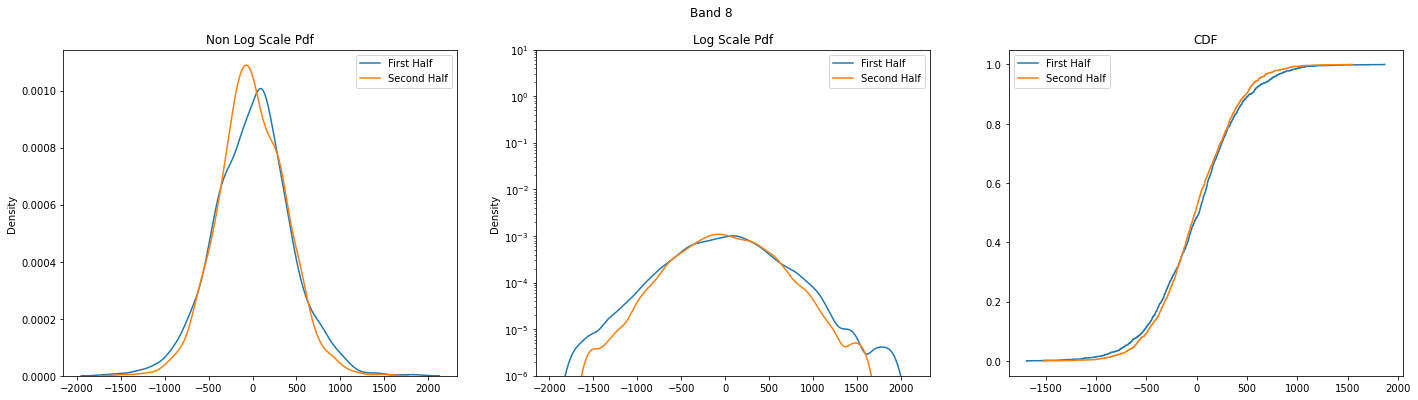 Band 8
Non Log Scale Pdf
Density
0.0010
0.0008
0.0006
0.0004
0.0002
0.0000
−2000 −1500 −1000 −500 0 500 1000 1500 2000
First Half
Second Half
Log Scale Pdf
Density
10^1
10^0
10^−1
10^−2
10^−3
10^−4
10^−5
10^−6
−2000 −1500 −1000 −500 0 500 1000 1500 2000
First Half
Second Half
CDF
1.0
0.8
0.6
0.4
0.2
0.0
−1500 −1000 −500 0 500 1000 1500 2000
First Half
Second Half